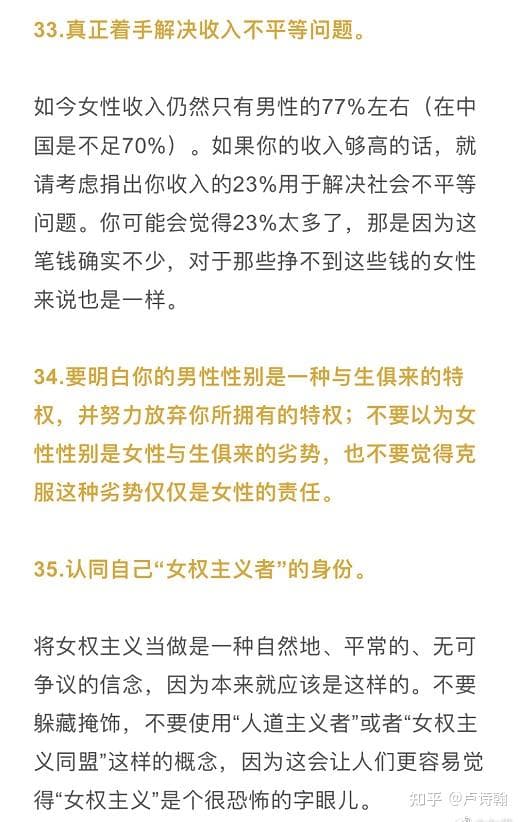 33.真正着手解决收入不平等问题。
如今女性收入仍然只有男性的77%左右（在中
国是不足70%）。如果你的收入够高的话，就
请考虑捐出你收入的23%用于解决社会不平等
问题。你可能会觉得23%太多了，那是因为这
笔钱确实不少，对于那些挣不到这些钱的女性
来说也是一样。
34.要明白你的男性性别是一种与生俱来的特
权，并努力放弃你所拥有的特权；不要以为女
性性别是女性与生俱来的劣势，也不要觉得克
服这种劣势仅仅是女性的责任。
35.认同自己“女权主义者”的身份。
将女权主义当做是一种自然地、平常的、无可
争议的信念，因为本来就应该是这样的。不要
躲藏掩饰，不要使用“人道主义者”或者“女权主
义同盟”这样的概念，因为这会让人们更容易觉
得“女权主义”是个很恐怖的字眼儿。
知乎 @卢诗翰